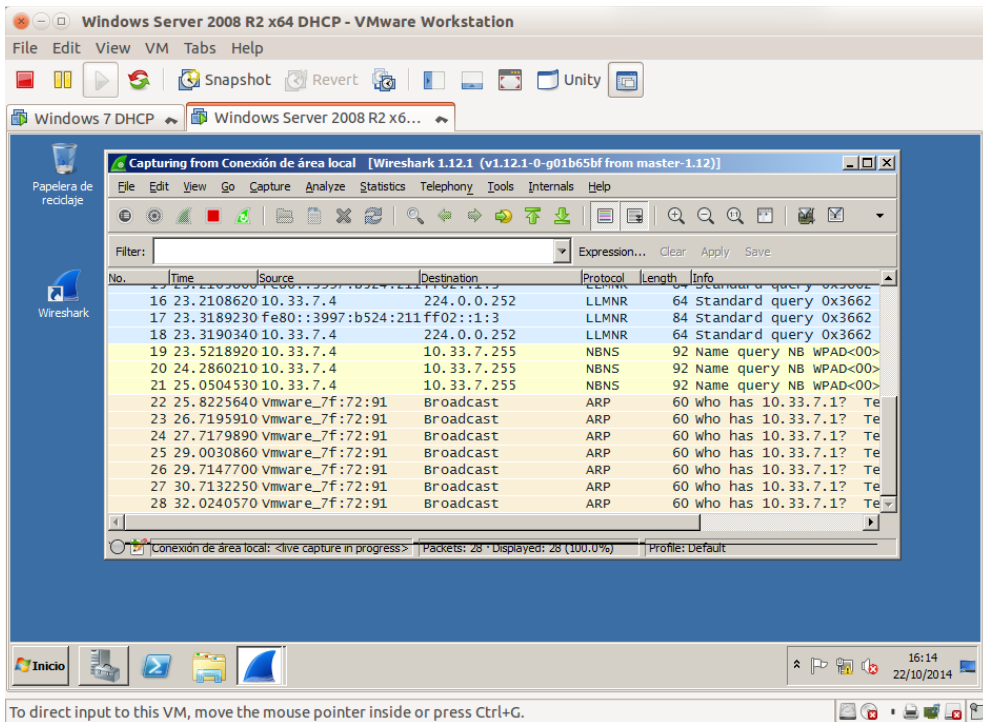 Windows Server 2008 R2 x64 DHCP - VMware Workstation
File Edit View VM Tabs Help
Snapshot Revert Unity
Windows 7 DHCP Windows Server 2008 R2 x6...
Papelera de reciclaje
Wireshark
Capturing from Conexión de área local [Wireshark 1.12.1 (v1.12.1-0-g01b65bf from master-1.12)]
File Edit View Go Capture Analyze Statistics Telephony Tools Internals Help
Filter: Expression... Clear Apply Save
No. Time Source Destination Protocol Length Info
16 23.2108620 10.33.7.4 224.0.0.252 LLMNR 64 Standard query 0x3662
17 23.3189230 fe80::3997:b524:211 ff02::1:3 LLMNR 84 Standard query 0x3662
18 23.3190340 10.33.7.4 224.0.0.252 LLMNR 64 Standard query 0x3662
19 23.5218920 10.33.7.4 10.33.7.255 NBNS 92 Name query NB WPAD<00>
20 24.2860210 10.33.7.4 10.33.7.255 NBNS 92 Name query NB WPAD<00>
21 25.0504530 10.33.7.4 10.33.7.255 NBNS 92 Name query NB WPAD<00>
22 25.8225640 Vmware_7f:72:91 Broadcast ARP 60 Who has 10.33.7.1? Te
23 26.7195910 Vmware_7f:72:91 Broadcast ARP 60 Who has 10.33.7.1? Te
24 27.7179890 Vmware_7f:72:91 Broadcast ARP 60 Who has 10.33.7.1? Te
25 29.0030860 Vmware_7f:72:91 Broadcast ARP 60 Who has 10.33.7.1? Te
26 29.7147700 Vmware_7f:72:91 Broadcast ARP 60 Who has 10.33.7.1? Te
27 30.7132250 Vmware_7f:72:91 Broadcast ARP 60 Who has 10.33.7.1? Te
28 32.0240570 Vmware_7f:72:91 Broadcast ARP 60 Who has 10.33.7.1? Te
Conexión de área local: <live capture in progress> Packets: 28 · Displayed: 28 (100.0%) Profile: Default
Inicio
16:14
22/10/2014
To direct input to this VM, move the mouse pointer inside or press Ctrl+G.